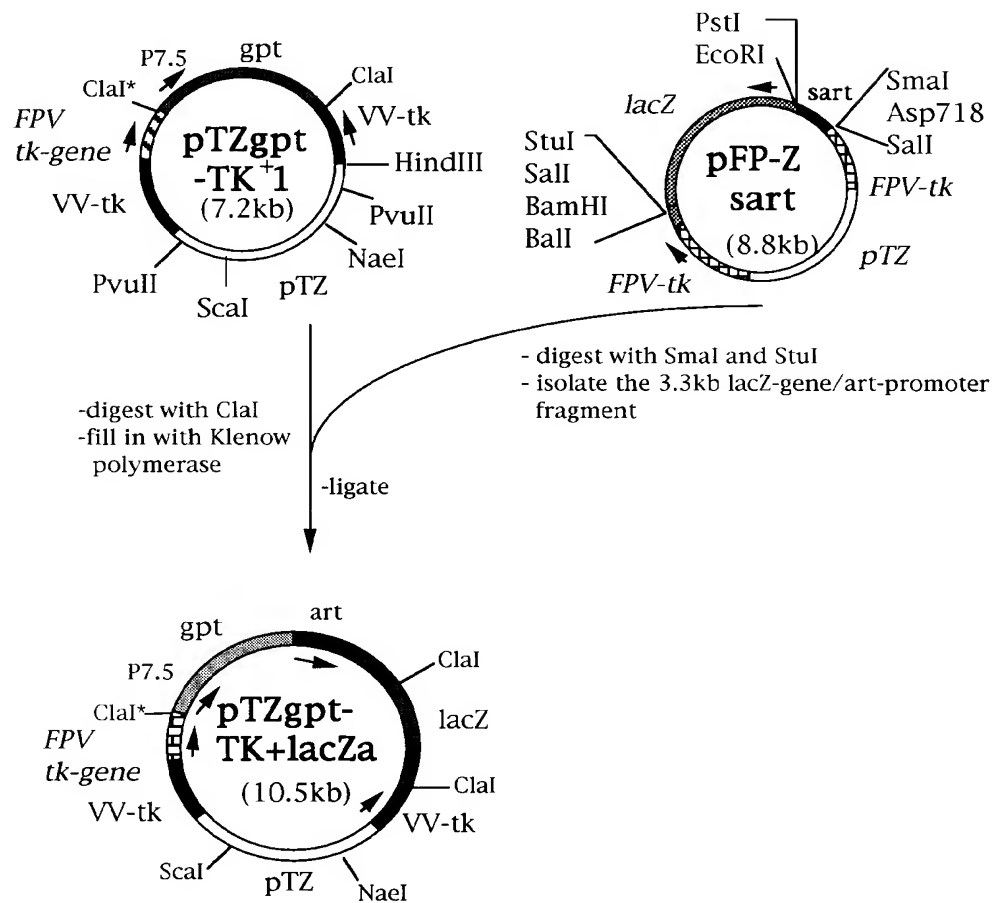 gpt
P7.5
ClaI*
ClaI
FPV
tk-gene
VV-tk
VV-tk
HindIII
PvuII
NaeI
pTZ
ScaI
PvuII
pTZgpt
-TK+1
(7.2kb)
PstI
EcoRI
sart
SmaI
Asp718
SalI
lacZ
StuI
SalI
BamHI
BalI
FPV-tk
FPV-tk
pTZ
pFP-Z
sart
(8.8kb)
- digest with SmaI and StuI
- isolate the 3.3kb lacZ-gene/art-promoter
fragment
-digest with ClaI
-fill in with Klenow
polymerase
-ligate
gpt
art
P7.5
ClaI
ClaI*
lacZ
FPV
tk-gene
ClaI
VV-tk
VV-tk
ScaI
pTZ
NaeI
pTZgpt-
TK+lacZa
(10.5kb)